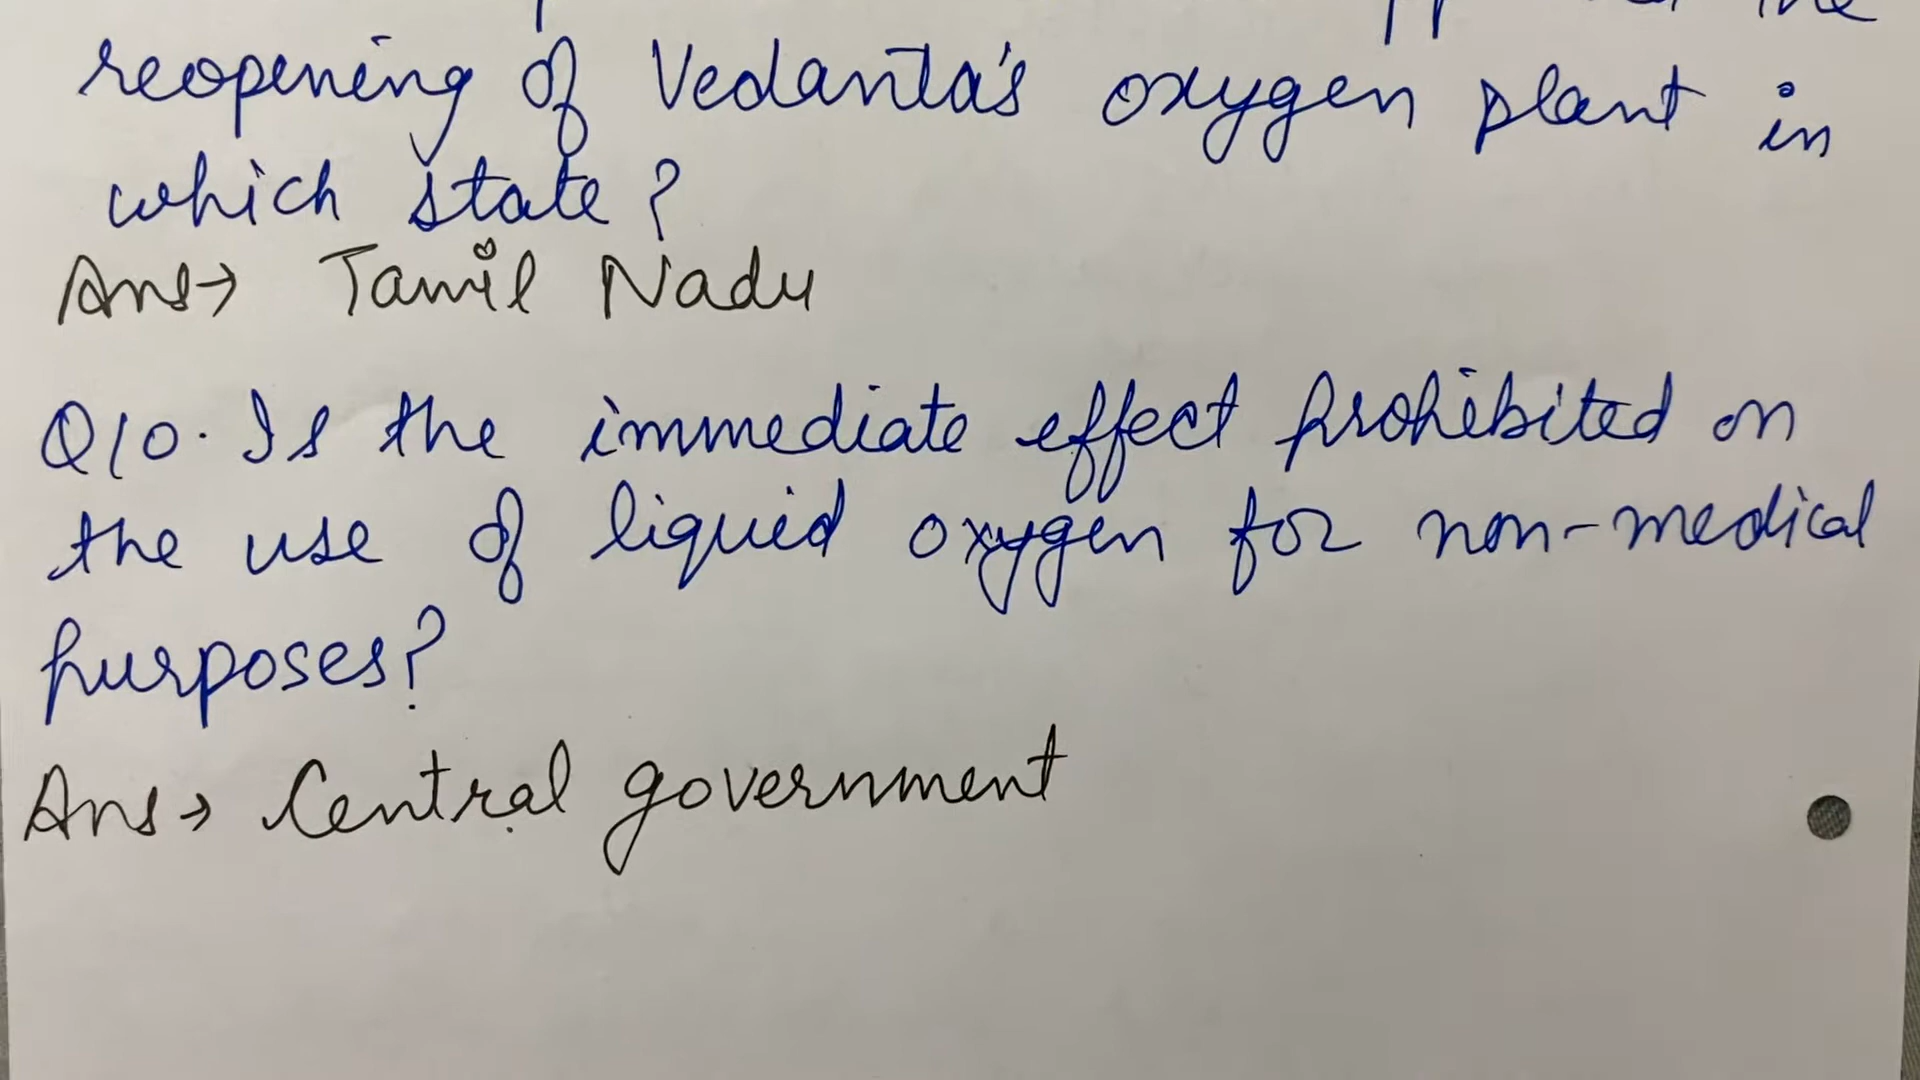 the
reopening of Vedanta's oxygen plant in
which state?
Ans→ Tamil Nadu
Q10. Is the immediate effect prohibited on
the use of liquid oxygen for non-medical
purposes?
Ans→ Central government